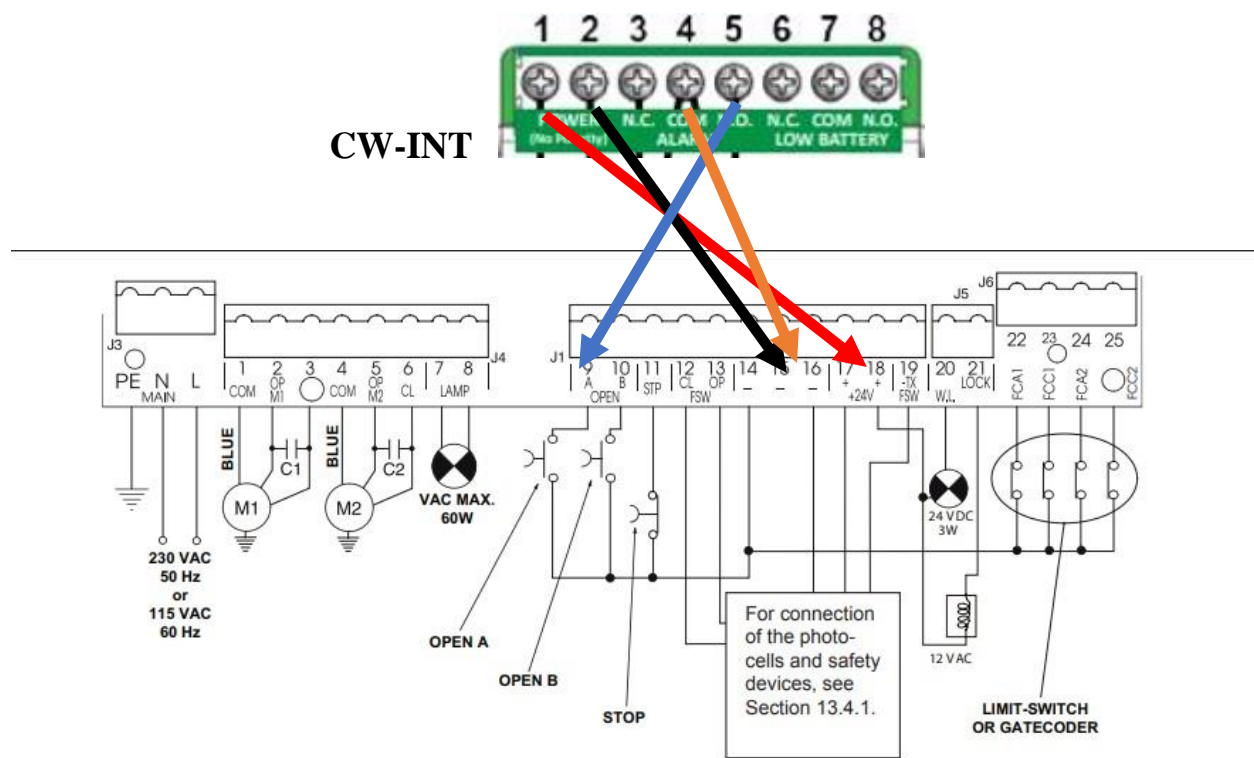 1 2 3 4 5 6 7 8
POWER N.C. COM N.O. N.C. COM N.O.
(No Polarity) ALARM LOW BATTERY
CW-INT
J3
J4
J1
J5
J6
PE N L
MAIN
1 2 3 4 5 6 7 8
COM OP M1 COM OP M2 CL LAMP
9 10 11 12 13 14 15 16 17 18 19 20 21
A B STP CL OP – – – + + -TX LOCK
OPEN FSW +24V FSW W.L.
22 23 24 25
FCA1 FCC1 FCA2 FCC2
BLUE
BLUE
C1
C2
M1
M2
VAC MAX.
60W
230 VAC
50 Hz
or
115 VAC
60 Hz
OPEN A
OPEN B
STOP
For connection
of the photo-
cells and safety
devices, see
Section 13.4.1.
24 VDC
3W
12 VAC
LIMIT-SWITCH
OR GATECODER